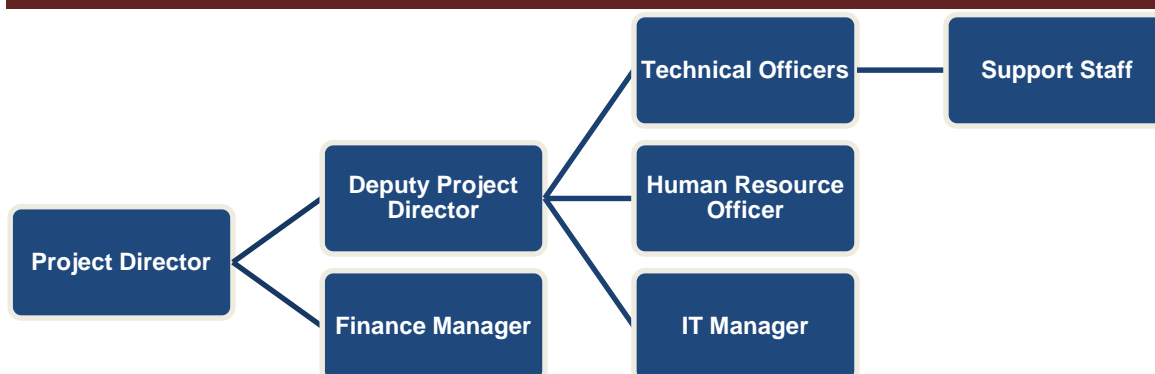 Technical Officers
Support Staff
Deputy Project
Director
Human Resource
Officer
Project Director
Finance Manager
IT Manager